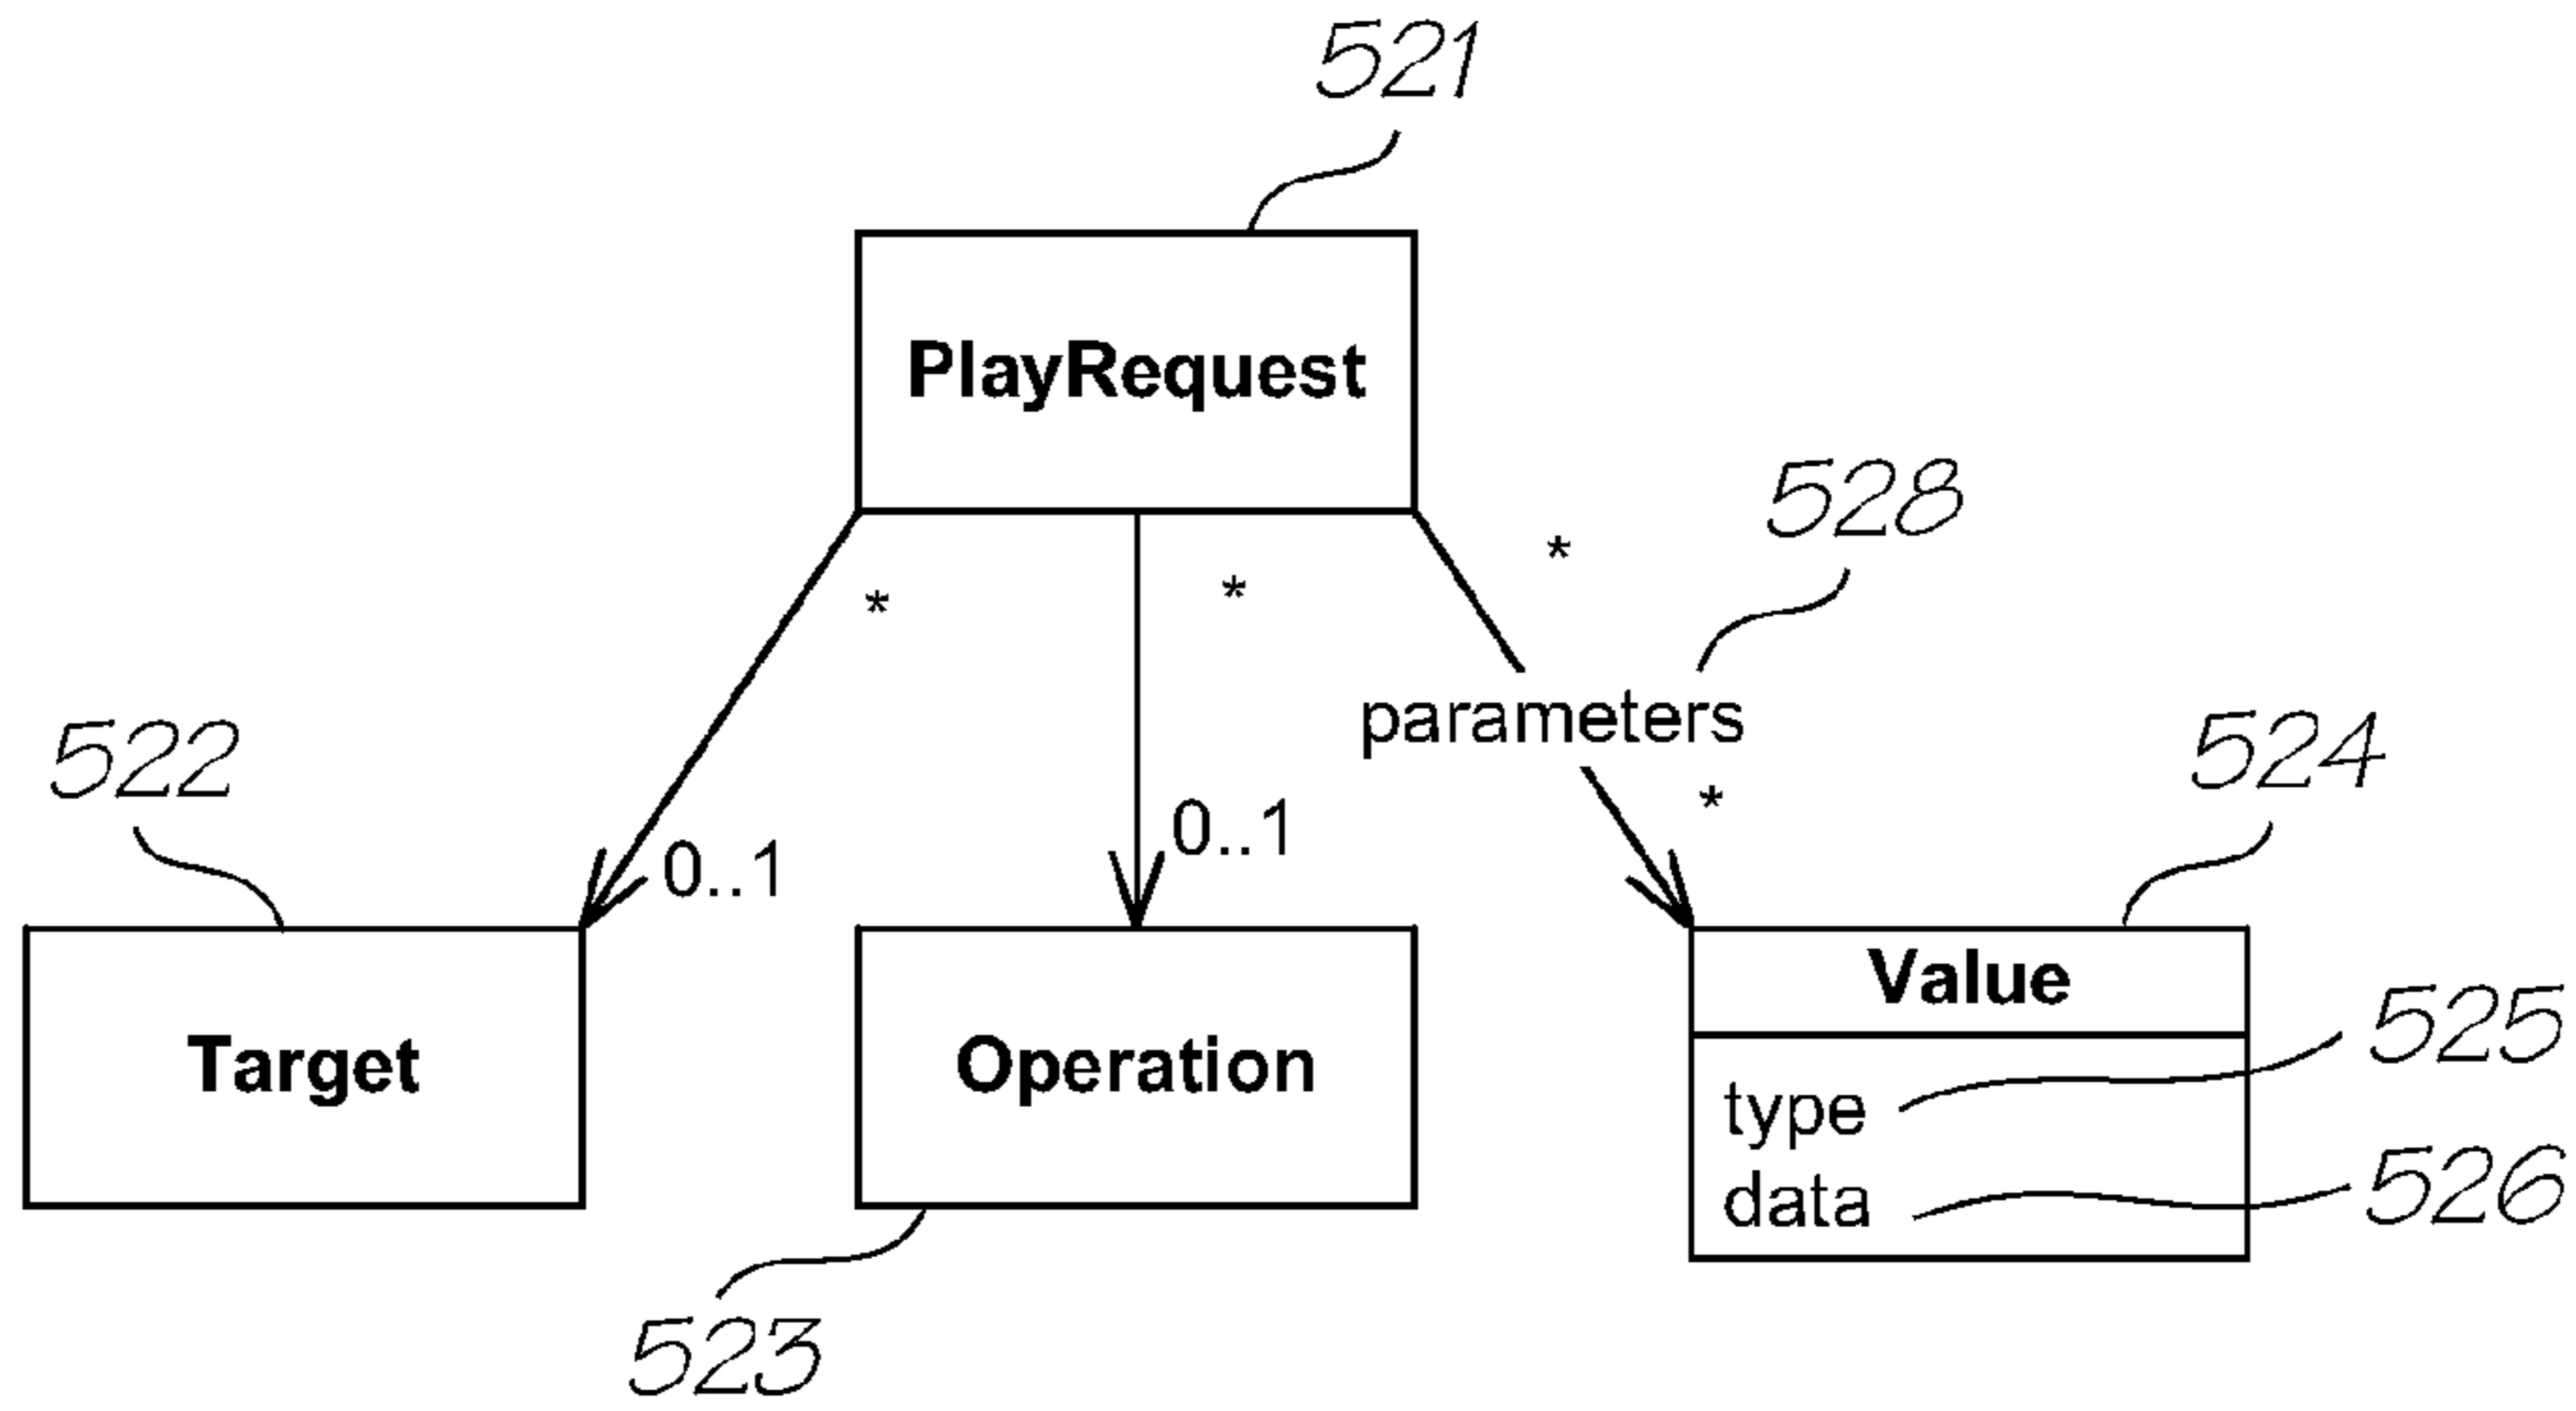 521
PlayRequest
528
*
*
*
parameters
522
524
*
0..1
0..1
Value
525
Target
Operation
type
data
526
523